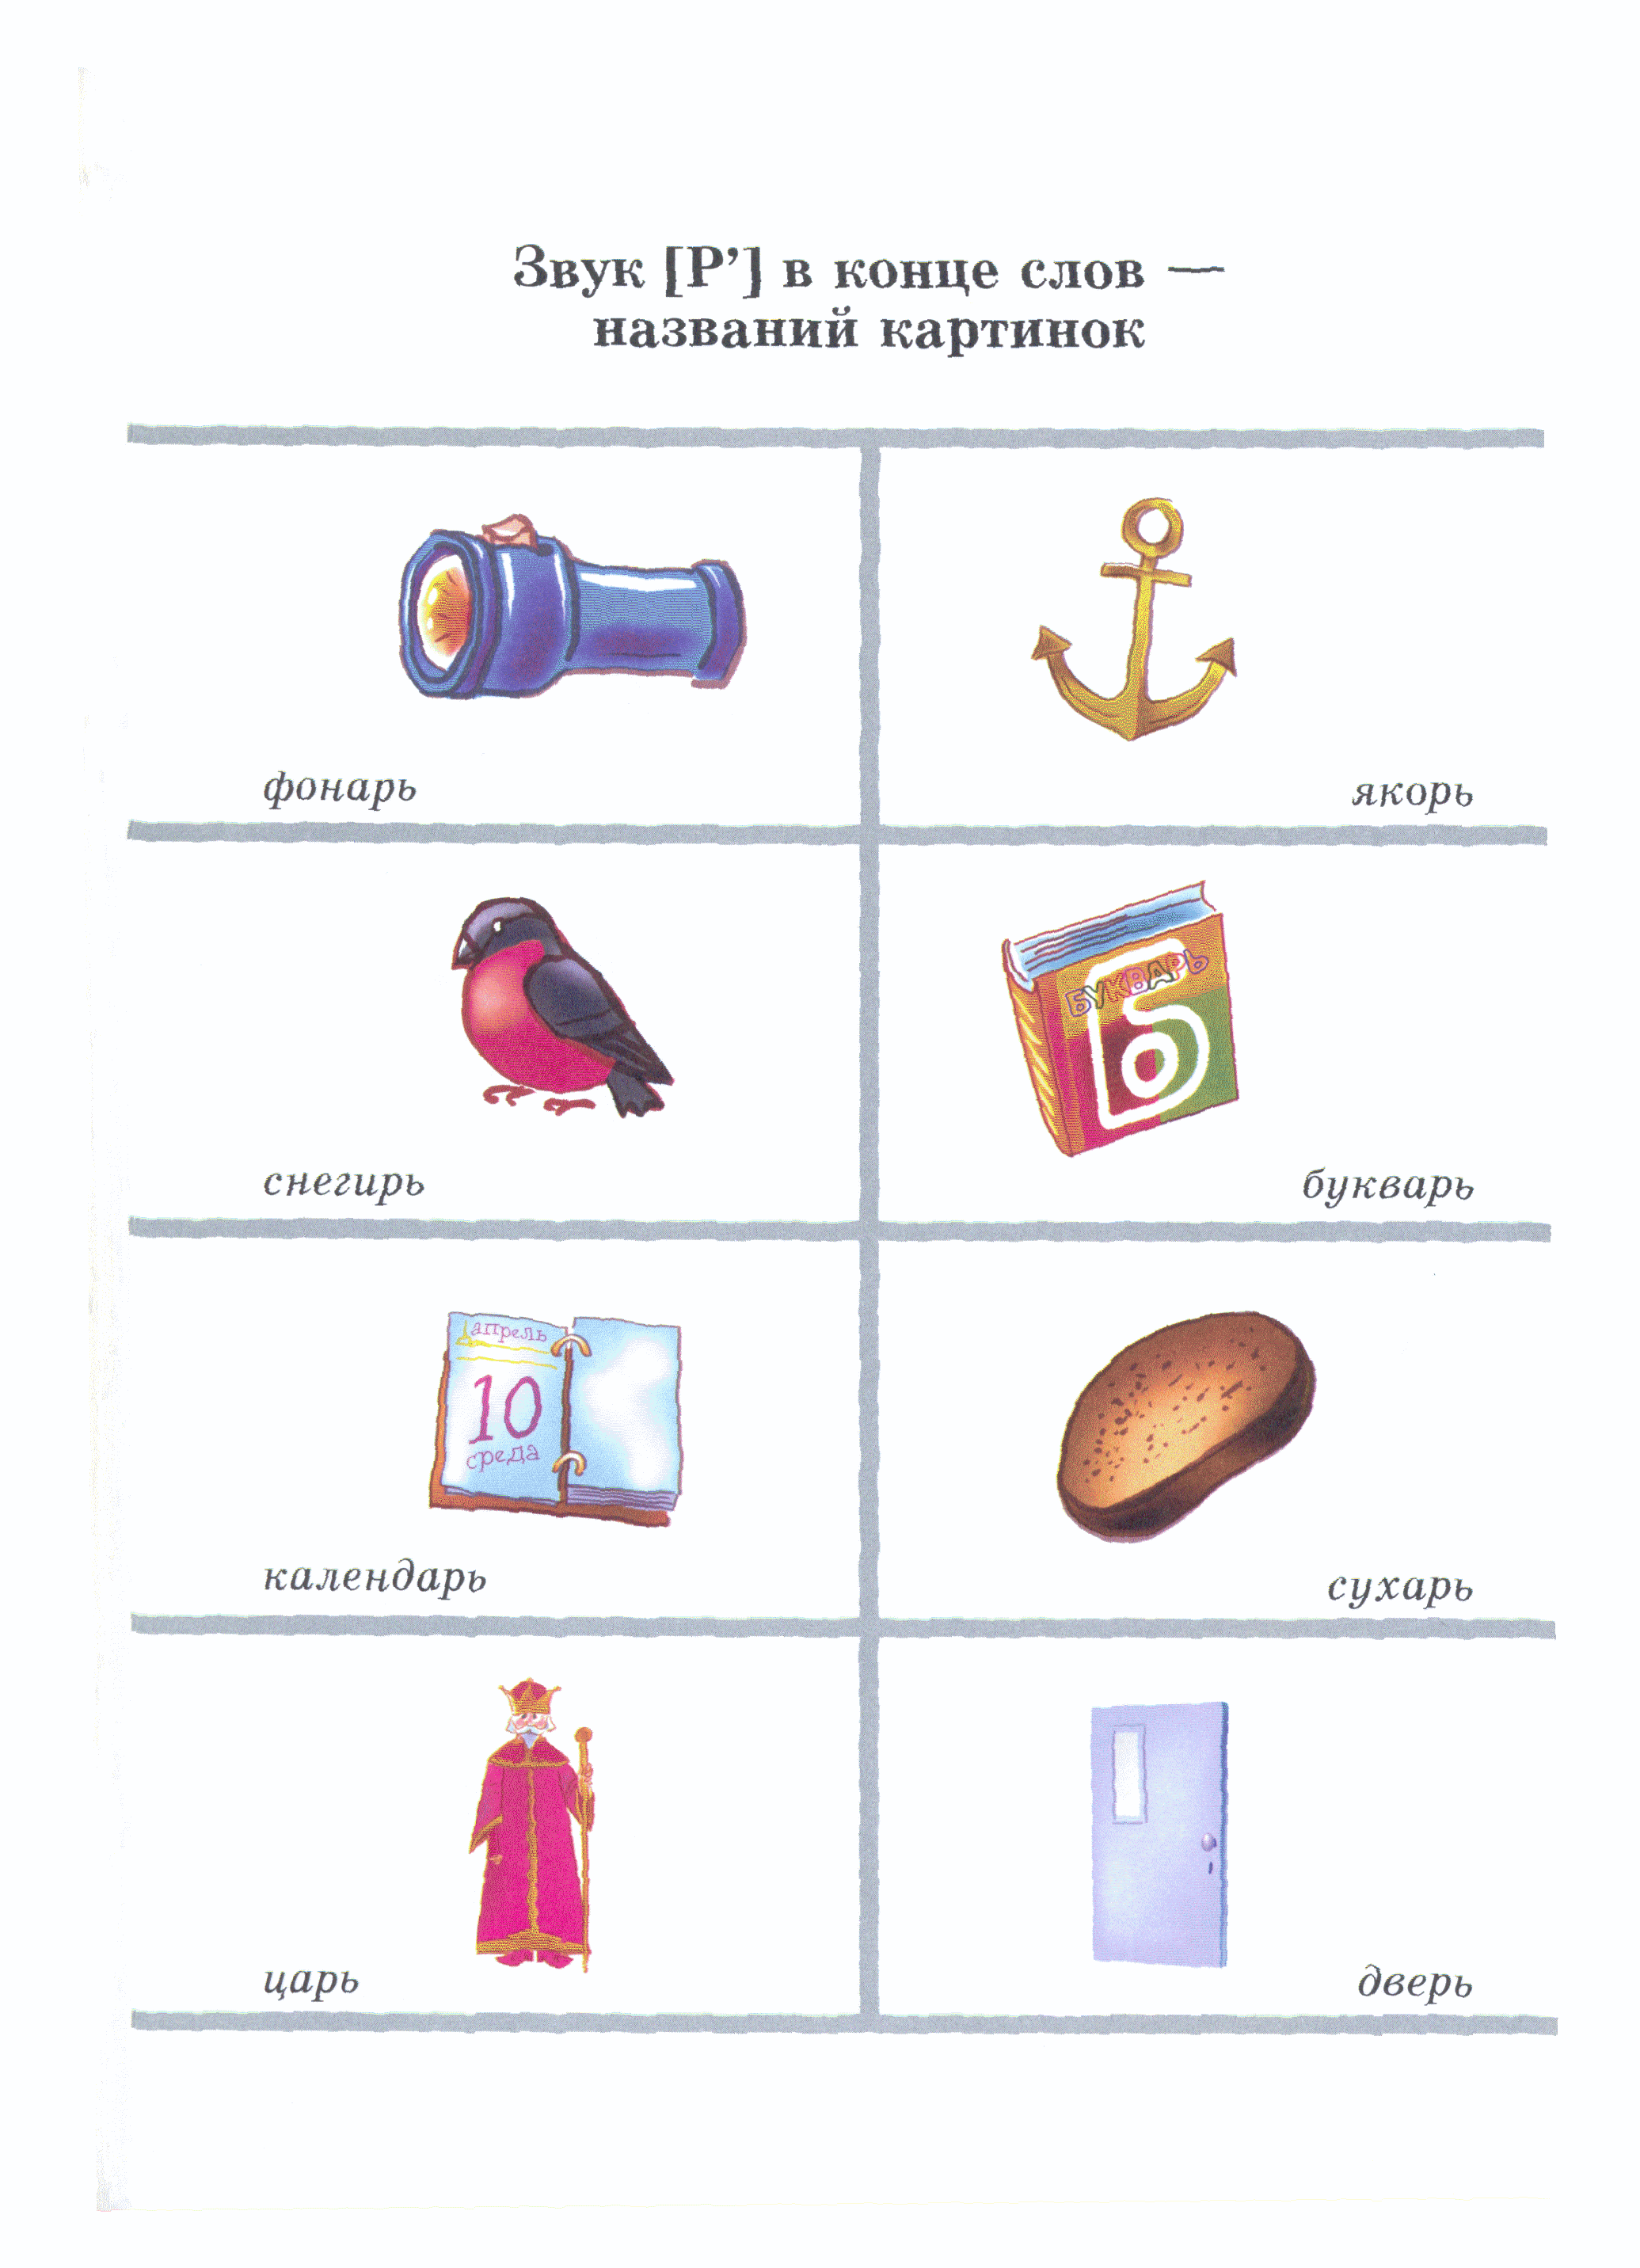 Звук [Р’] в конце слов —
названий картинок
фонарь
якорь
БУКВАРЬ
Б
снегирь
букварь
апрель
10
среда
календарь
сухарь
царь
дверь